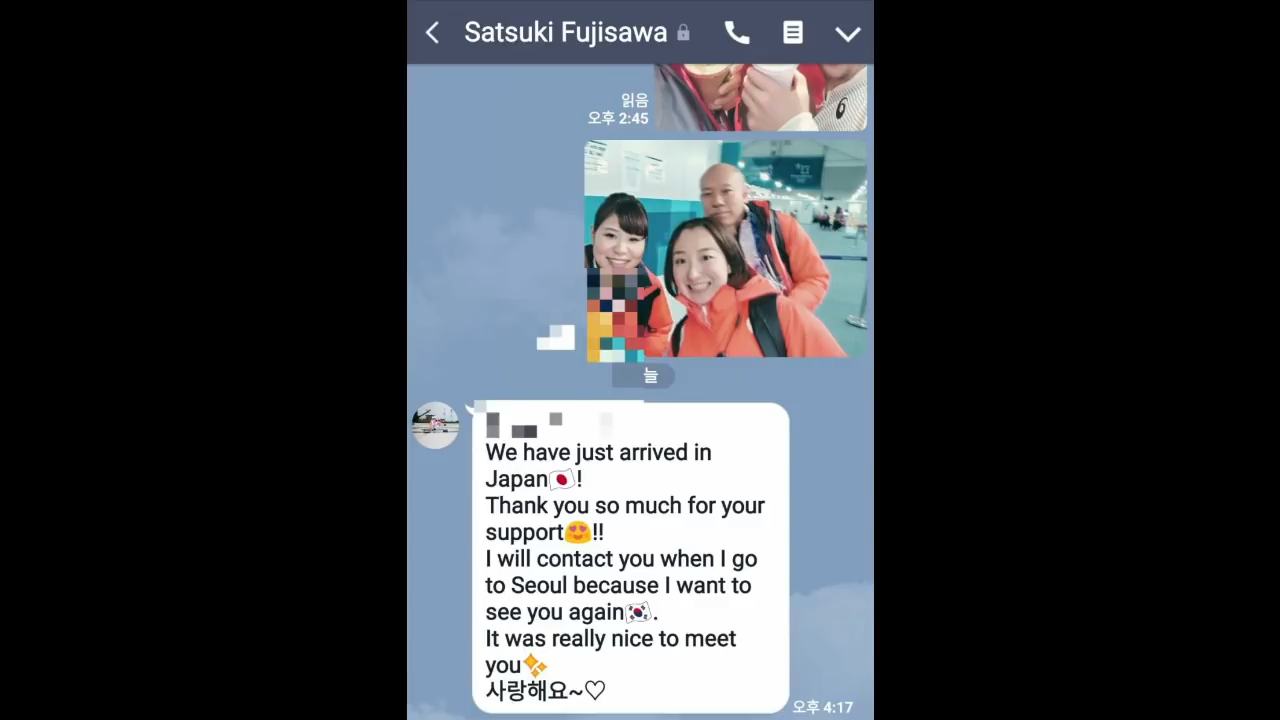 Satsuki Fujisawa
읽음
오후 2:45
6
늘
We have just arrived in
Japan🇯🇵!
Thank you so much for your
support😍!!
I will contact you when I go
to Seoul because I want to
see you again🇰🇷.
It was really nice to meet
you✨
사랑해요~♡
오후 4:17